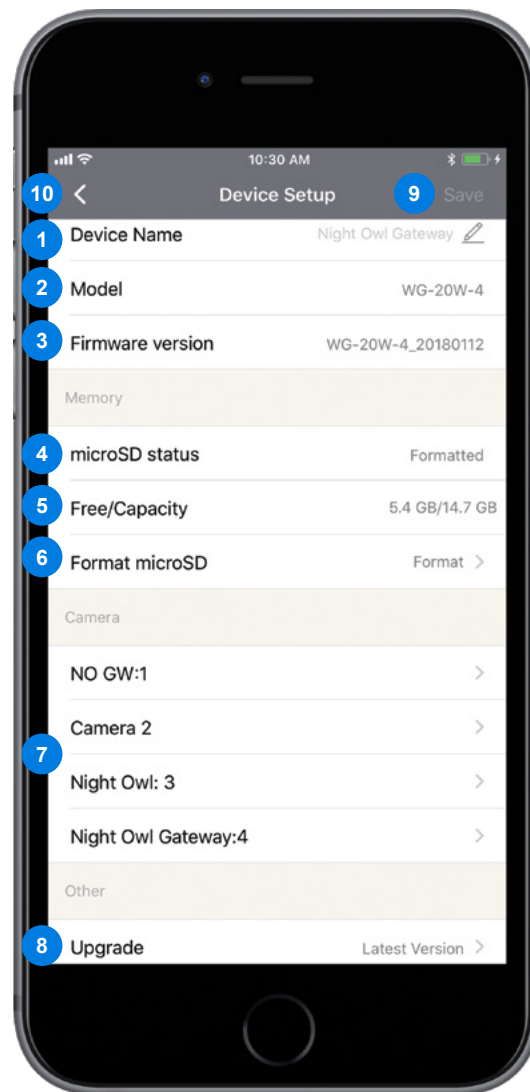 10:30 AM
10 Device Setup 9 Save
1 Device Name Night Owl Gateway
2 Model WG-20W-4
3 Firmware version WG-20W-4_20180112
Memory
4 microSD status Formatted
5 Free/Capacity 5.4 GB/14.7 GB
6 Format microSD Format
Camera
NO GW:1
Camera 2
7
Night Owl: 3
Night Owl Gateway:4
Other
8 Upgrade Latest Version